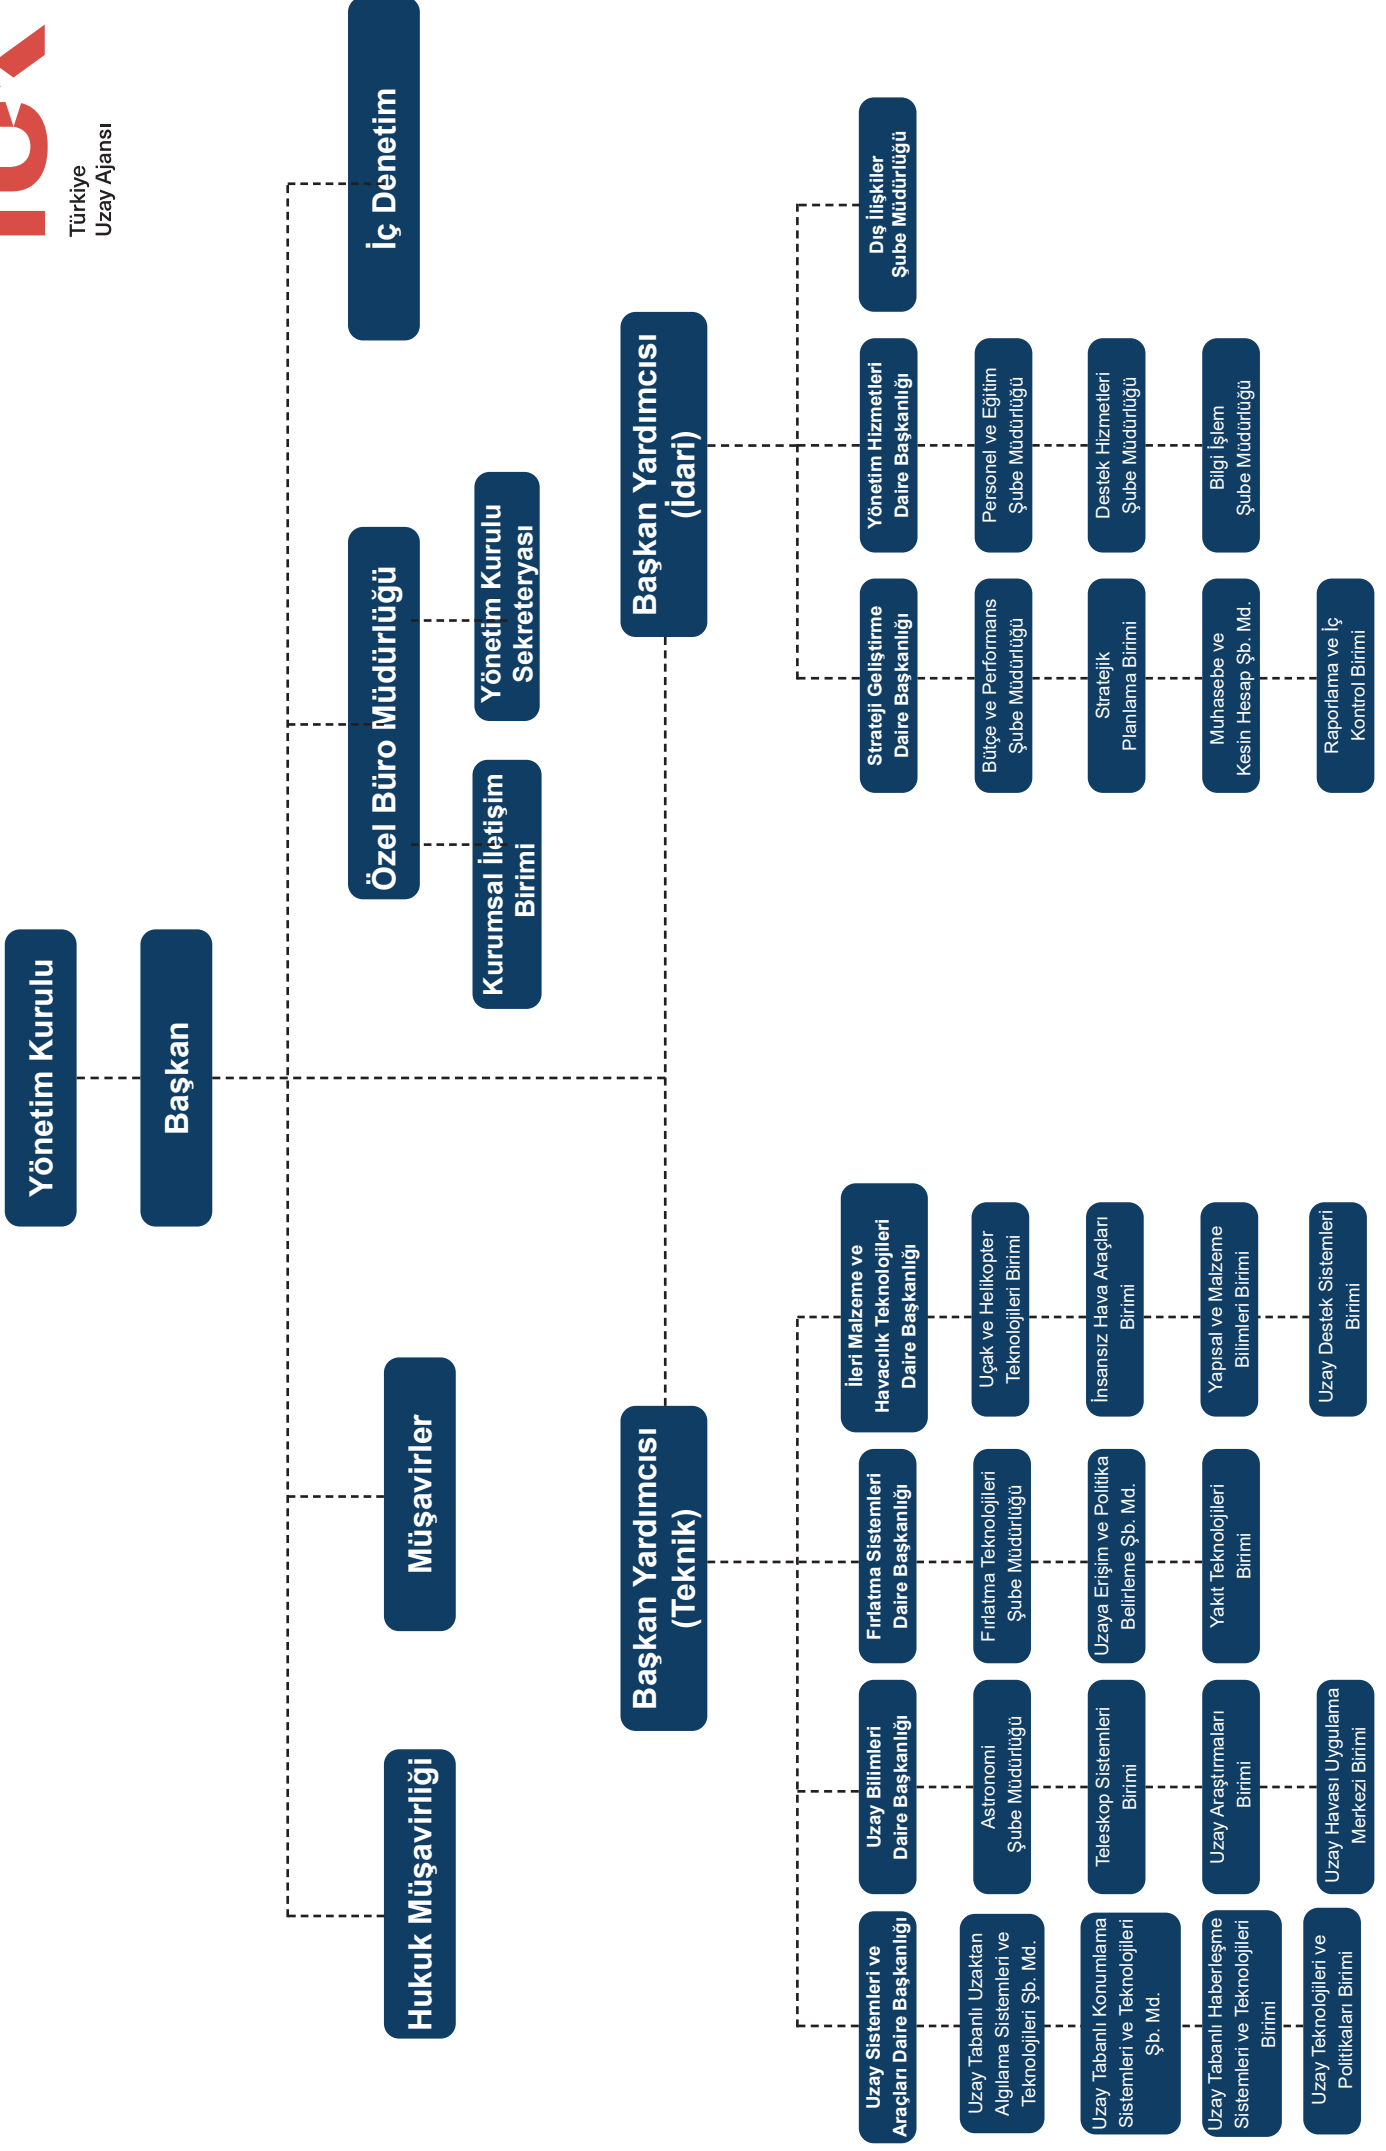 Türkiye
Uzay Ajansı
Yönetim Kurulu
Başkan
Hukuk Müşavirliği
Müşavirler
Özel Büro Müdürlüğü
İç Denetim
Kurumsal İletişim
Birimi
Yönetim Kurulu
Sekreteryası
Başkan Yardımcısı
(Teknik)
Başkan Yardımcısı
(İdari)
Uzay Sistemleri ve
Araçları Daire Başkanlığı
Uzay Tabanlı Uzaktan
Algılama Sistemleri ve
Teknolojileri Şb. Md.
Uzay Tabanlı Konumlama
Sistemleri ve Teknolojileri
Şb. Md.
Uzay Tabanlı Haberleşme
Sistemleri ve Teknolojileri
Birimi
Uzay Teknolojileri ve
Politikaları Birimi
Uzay Bilimleri
Daire Başkanlığı
Astronomi
Şube Müdürlüğü
Teleskop Sistemleri
Birimi
Uzay Araştırmaları
Birimi
Uzay Havası Uygulama
Merkezi Birimi
Fırlatma Sistemleri
Daire Başkanlığı
Fırlatma Teknolojileri
Şube Müdürlüğü
Uzaya Erişim ve Politika
Belirleme Şb. Md.
Yakıt Teknolojileri
Birimi
İleri Malzeme ve
Havacılık Teknolojileri
Daire Başkanlığı
Uçak ve Helikopter
Teknolojileri Birimi
İnsansız Hava Araçları
Birimi
Yapısal ve Malzeme
Bilimleri Birimi
Uzay Destek Sistemleri
Birimi
Strateji Geliştirme
Daire Başkanlığı
Bütçe ve Performans
Şube Müdürlüğü
Stratejik
Planlama Birimi
Muhasebe ve
Kesin Hesap Şb. Md.
Raporlama ve İç
Kontrol Birimi
Yönetim Hizmetleri
Daire Başkanlığı
Personel ve Eğitim
Şube Müdürlüğü
Destek Hizmetleri
Şube Müdürlüğü
Bilgi İşlem
Şube Müdürlüğü
Dış İlişkiler
Şube Müdürlüğü